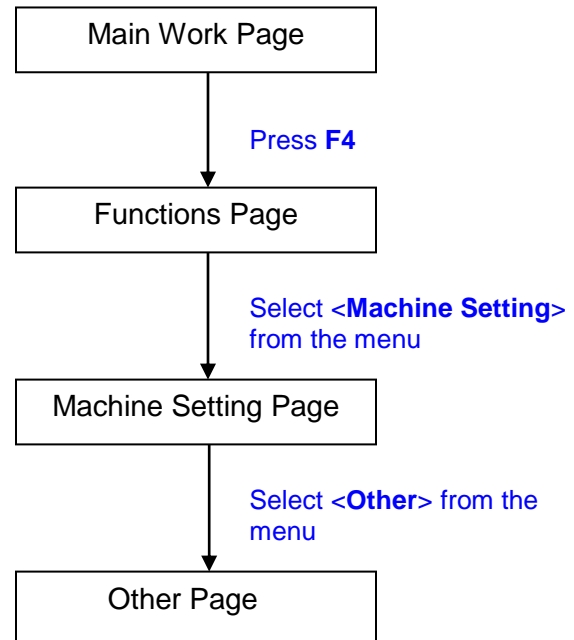 Main Work Page
Press F4
Functions Page
Select <Machine Setting>
from the menu
Machine Setting Page
Select <Other> from the
menu
Other Page